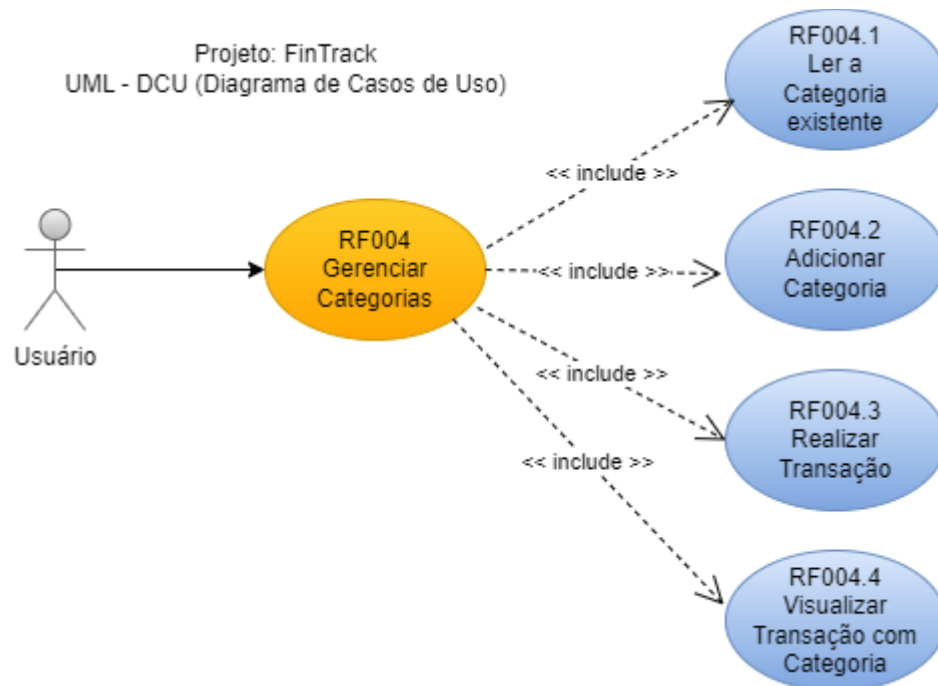 Projeto: FinTrack
UML - DCU (Diagrama de Casos de Uso)
Usuário
RF004
Gerenciar
Categorias
<< include >>
<< include >>
<< include >>
<< include >>
RF004.1
Ler a
Categoria
existente
RF004.2
Adicionar
Categoria
RF004.3
Realizar
Transação
RF004.4
Visualizar
Transação com
Categoria